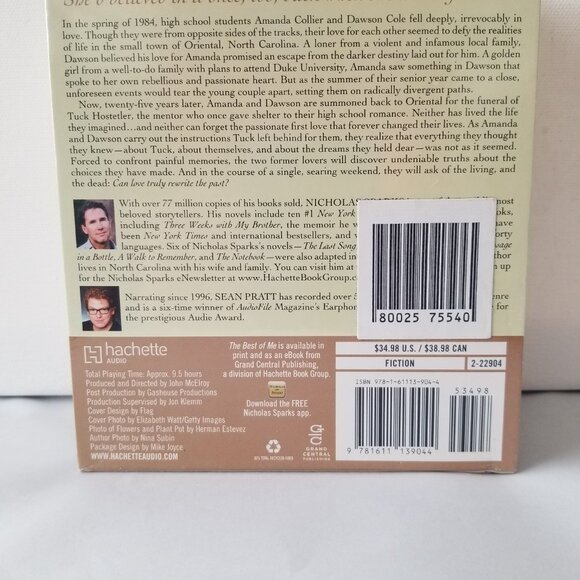 In the spring of 1984, high school students Amanda Collier and Dawson Cole fell deeply, irrevocably in
love. Though they were from opposite sides of the tracks, their love for each other seemed to defy the realities
of life in the small town of Oriental, North Carolina. A loner from a violent and infamous local family,
Dawson believed his love for Amanda promised an escape from the darker destiny laid out for him. A golden
girl from a well-to-do family with plans to attend Duke University, Amanda saw something in Dawson that
spoke to her own rebellious and passionate heart. But as the summer of their senior year came to a close,
unforeseen events would tear the young couple apart, setting them on radically divergent paths.
Now, twenty-five years later, Amanda and Dawson are summoned back to Oriental for the funeral of
Tuck Hostetler, the mentor who once gave shelter to their high school romance. Neither has lived the life
they imagined...and neither can forget the passionate first love that forever changed their lives. As Amanda
and Dawson carry out the instructions Tuck left behind for them, they realize that everything they thought
they knew—about Tuck, about themselves, and about the dreams they held dear—was not as it seemed.
Forced to confront painful memories, the two former lovers will discover undeniable truths about the
choices they have made. And in the course of a single, searing weekend, they will ask of the living, and
the dead: Can love truly rewrite the past?
With over 77 million copies of his books sold, NICHOLAS SPARKS most
beloved storytellers. His novels include ten #1 New York oks,
including Three Weeks with My Brother, the memoir he w have
been New York Times and international bestsellers, and w orty
languages. Six of Nicholas Sparks's novels—The Last Song ssage
in a Bottle, A Walk to Remember, and The Notebook—were also adapted in
lives in North Carolina with his wife and family. You can visit him at n up
for the Nicholas Sparks eNewsletter at www.HachetteBookGroup.c
Narrating since 1996, SEAN PRATT has recorded over 5 enre
and is a six-time winner of AudioFile Magazine's Earphon for
the prestigious Audio Award.
80025 75540
hachette
AUDIO
Total Playing Time: Approx. 9.5 hours
Produced and Directed by John McElroy
Post Production by Gashouse Productions
Production Supervised by Jon Klemm
Cover Design by Flag
Cover Photo by Elizabeth Watt/Getty Images
Photo of Flowers and Plant Pot by Herman Estevez
Author Photo by Nina Subin
Package Design by Mike Joyce
WWW.HACHETTEAUDIO.COM
The Best of Me is available in
print and as an eBook from
Grand Central Publishing,
a division of Hachette Book Group.
Download the FREE
Nicholas Sparks app.
GRAND
CENTRAL
PUBLISHING
$34.98 U.S. / $38.98 CAN
FICTION 2-22904
ISBN 978-1-61113-904-4
53498
9 781611 139044